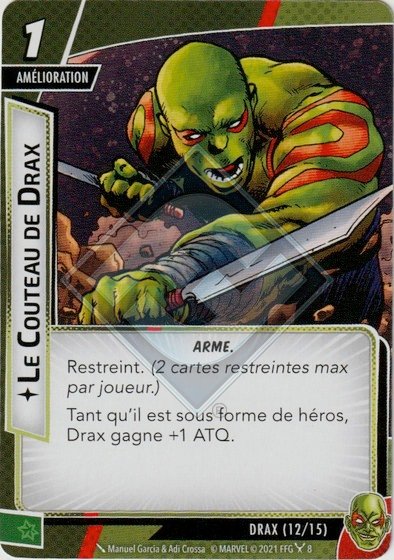 1
AMÉLIORATION
✦LE COUTEAU DE DRAX
ARME.
Restreint. (2 cartes restreintes max
par joueur.)
Tant qu'il est sous forme de héros,
Drax gagne +1 ATQ.
DRAX (12/15)
Manuel Garcia & Adi Crossa © MARVEL © 2021 FFG 8